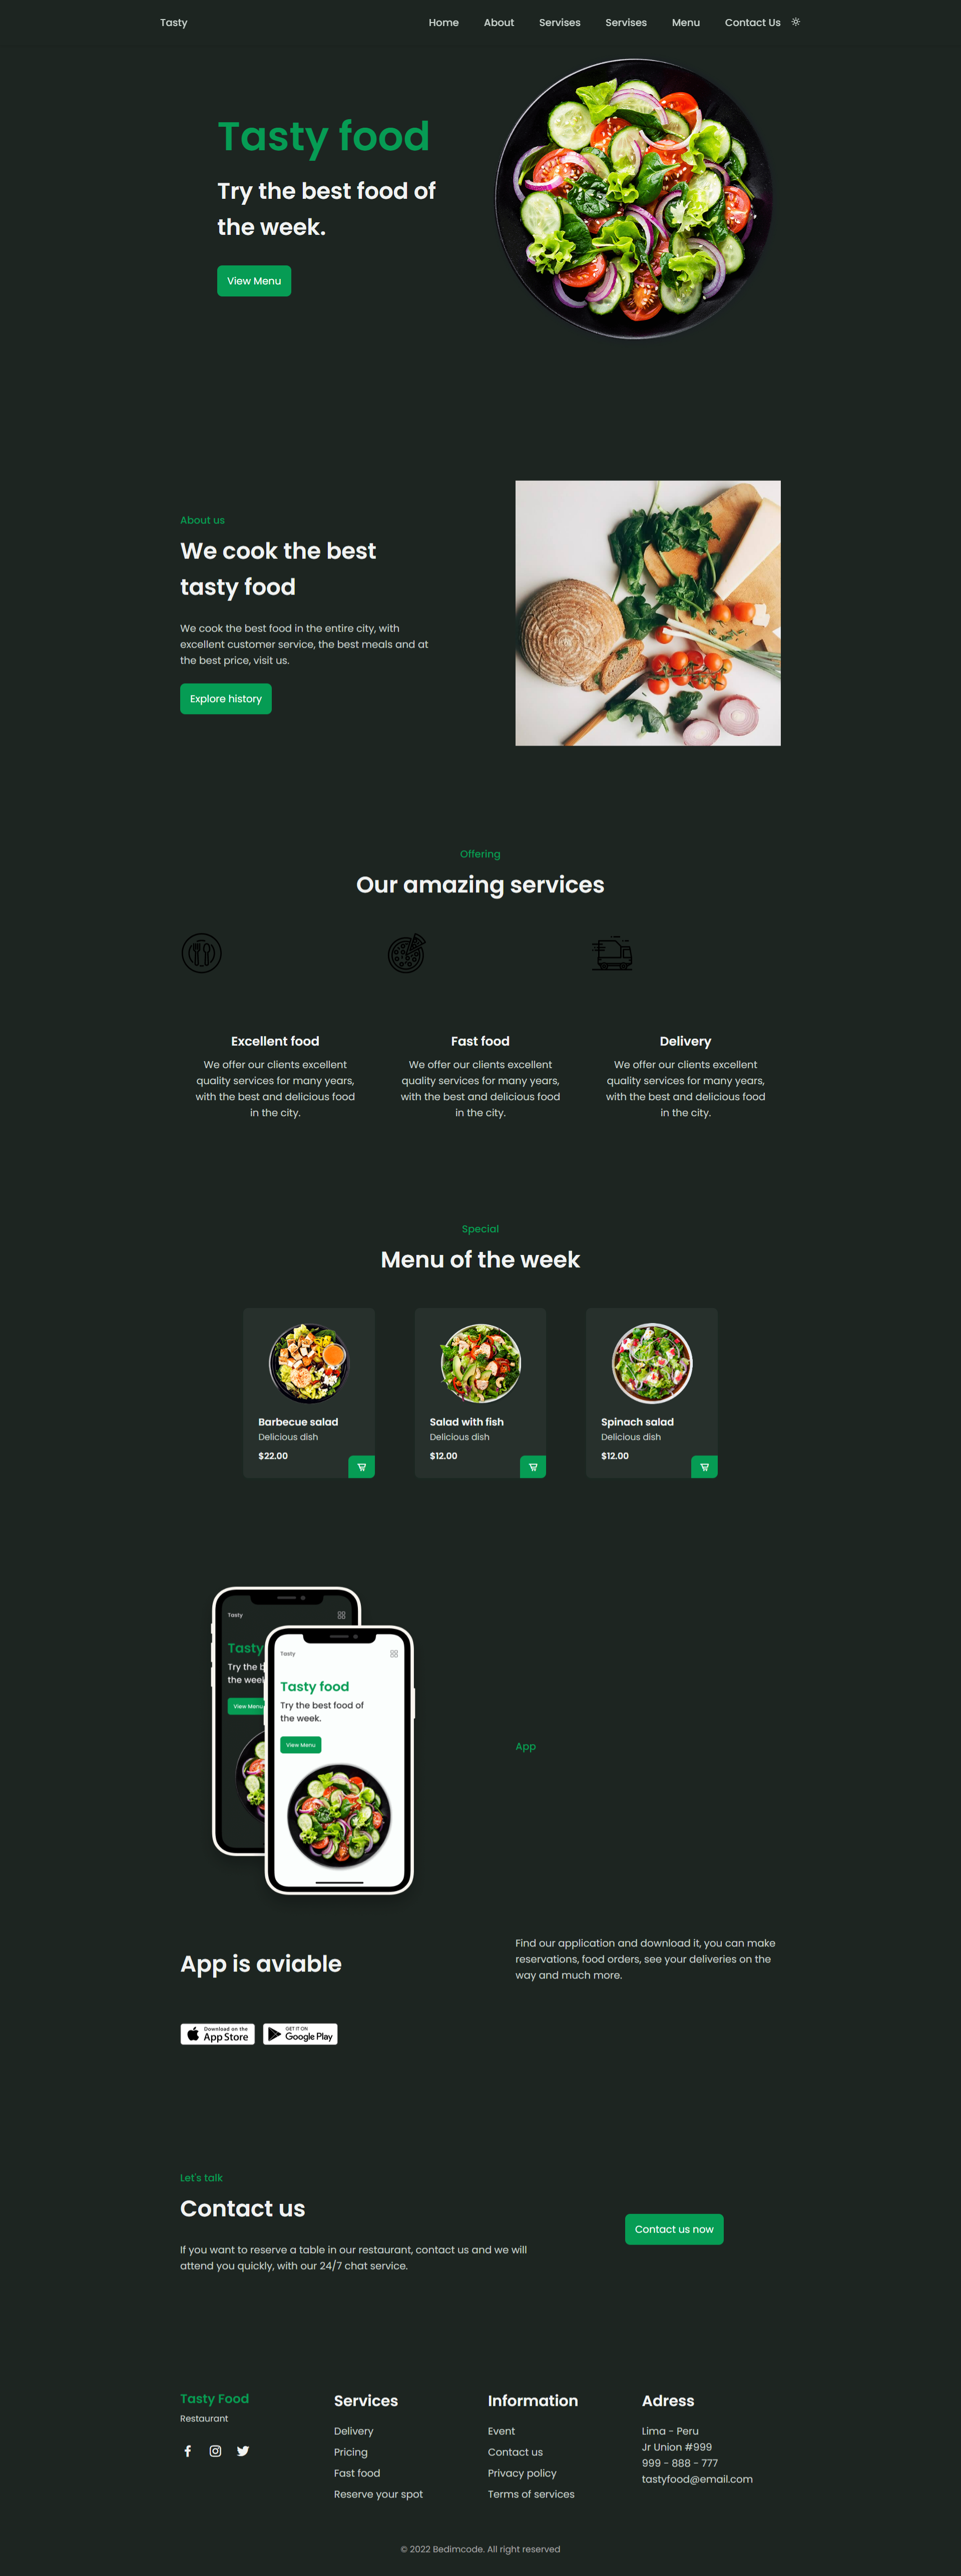 Tasty
Home About Servises Servises Menu Contact Us
Tasty food
Try the best food of
the week.
View Menu
About us
We cook the best
tasty food
We cook the best food in the entire city, with
excellent customer service, the best meals and at
the best price, visit us.
Explore history
Offering
Our amazing services
Excellent food
We offer our clients excellent
quality services for many years,
with the best and delicious food
in the city.
Fast food
We offer our clients excellent
quality services for many years,
with the best and delicious food
in the city.
Delivery
We offer our clients excellent
quality services for many years,
with the best and delicious food
in the city.
Special
Menu of the week
Barbecue salad
Delicious dish
$22.00
Salad with fish
Delicious dish
$12.00
Spinach salad
Delicious dish
$12.00
Tasty
Tasty
Try the b
the wee
View Menu
Tasty
Tasty food
Try the best food of
the week.
View Menu
App
App is aviable
Find our application and download it, you can make
reservations, food orders, see your deliveries on the
way and much more.
Download on the
App Store
GET IT ON
Google Play
Let's talk
Contact us
If you want to reserve a table in our restaurant, contact us and we will
attend you quickly, with our 24/7 chat service.
Contact us now
Tasty Food
Restaurant
Services
Delivery
Pricing
Fast food
Reserve your spot
Information
Event
Contact us
Privacy policy
Terms of services
Adress
Lima - Peru
Jr Union #999
999 - 888 - 777
tastyfood@email.com
© 2022 Bedimcode. All right reserved